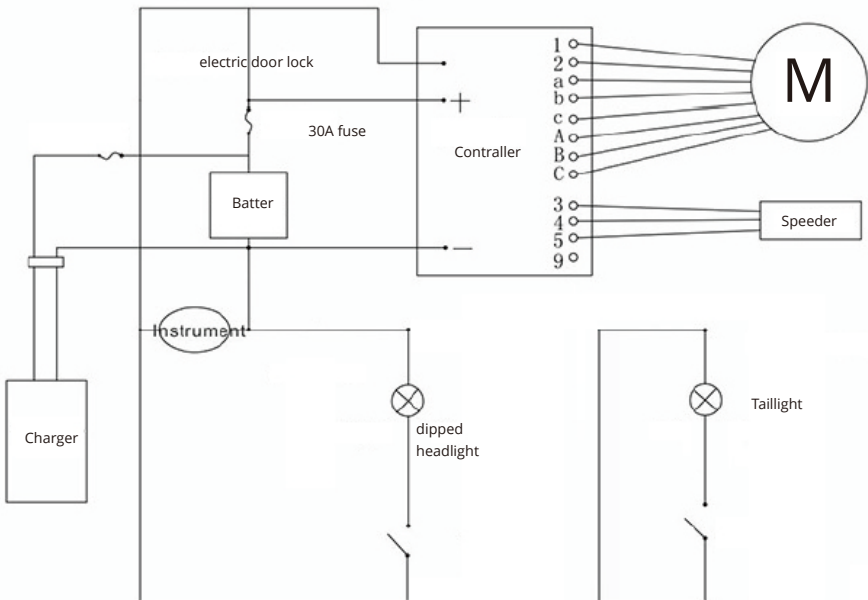 electric door lock
30A fuse
Batter
Contraller
+
—
1
2
a
b
c
A
B
C
3
4
5
9
M
Speeder
Instrument
Charger
dipped
headlight
Taillight